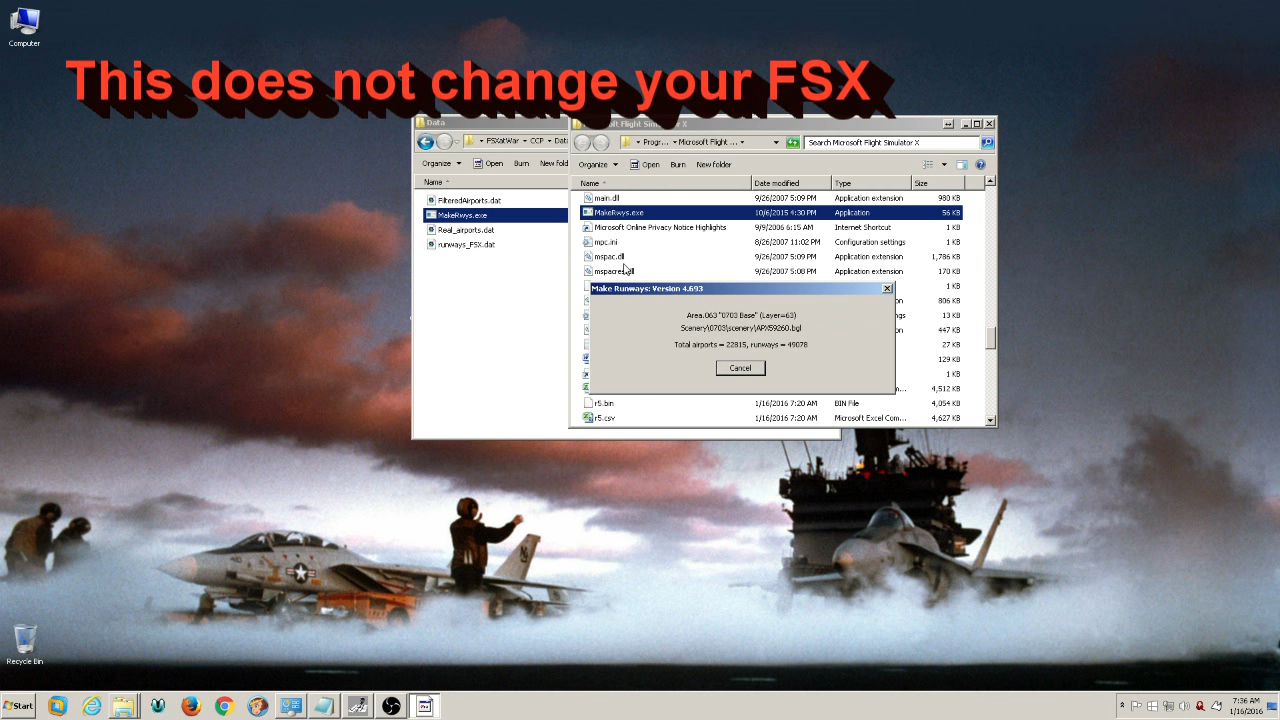 Computer
This does not change your FSX
Data
Microsoft Flight Simulator X
FSXatWar
CCP
Organize
Open
Burn
New fold
Name
FilteredAirports.dat
MakeRwys.exe
Real_airports.dat
runways_FSX.dat
Progr...
Microsoft Flight ...
Search Microsoft Flight Simulator X
Organize
Open
Burn
New folder
Name
Date modified
Type
Size
main.dll 9/26/2007 5:09 PM Application extension 980 KB
MakeRwys.exe 10/6/2015 4:30 PM Application 56 KB
Microsoft Online Privacy Notice Highlights 9/9/2006 6:15 AM Internet Shortcut 1 KB
mpc.ini 8/26/2007 11:02 PM Configuration settings 1 KB
mspac.dll 9/26/2007 5:09 PM Application extension 1,786 KB
9/26/2007 5:08 PM Application extension 170 KB
1 KB
806 KB
13 KB
447 KB
27 KB
129 KB
1 KB
4,512 KB
Make Runways: Version 4.693
Area.063 "0703 Base" (Layer=63)
Scenery\0703\scenery\APX59260.bgl
Total airports = 22815, runways = 49078
Cancel
r5.bin 1/16/2016 7:20 AM BIN File 4,054 KB
r5.csv 1/16/2016 7:20 AM Microsoft Excel Com... 4,627 KB
Recycle Bin
Start
7:36 AM
1/16/2016